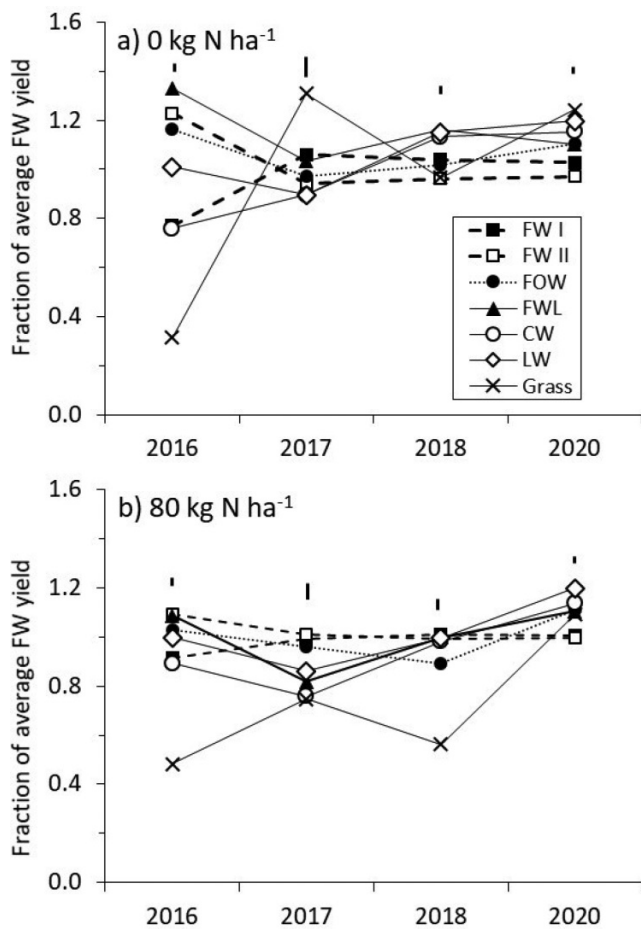 a) 0 kg N ha-1
Fraction of average FW yield
1.6
1.2
0.8
0.4
0.0
FW I
FW II
FOW
FWL
CW
LW
Grass
2016 2017 2018 2020
b) 80 kg N ha-1
Fraction of average FW yield
1.6
1.2
0.8
0.4
0.0
2016 2017 2018 2020